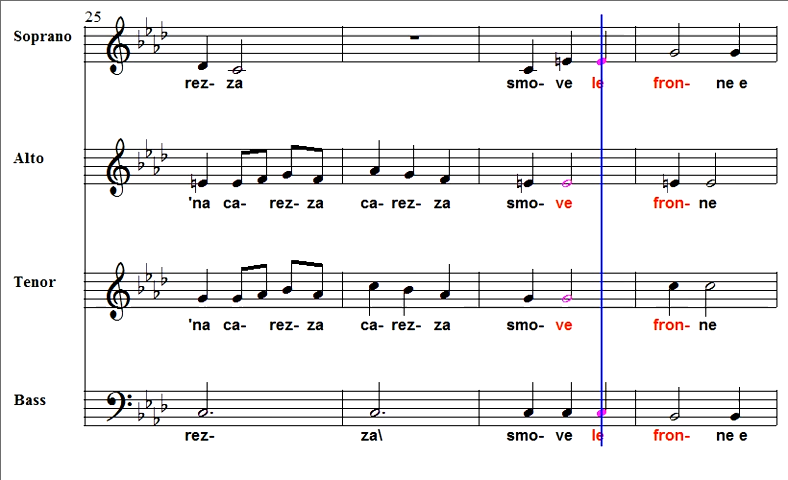 25
Soprano
rez- za smo- ve le fron- ne e
Alto
'na ca- rez- za ca- rez- za smo- ve fron- ne
Tenor
'na ca- rez- za ca- rez- za smo- ve fron- ne
Bass
rez- za\ smo- ve le fron- ne e